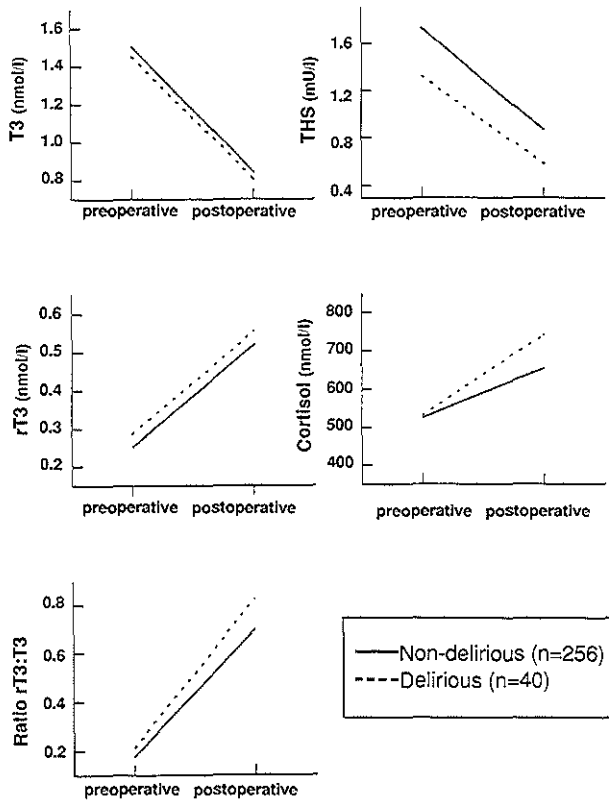 1.6
1.4
1.2
1.0
0.8
T3 (nmol/l)
preoperative postoperative
1.6
1.2
0.8
0.4
THS (mU/l)
preoperative postoperative
0.6
0.5
0.4
0.3
0.2
rT3 (nmol/l)
preoperative postoperative
800
700
600
500
400
Cortisol (nmol/l)
preoperative postoperative
0.8
0.6
0.4
0.2
Ratio rT3:T3
preoperative postoperative
Non-delirious (n=256)
Delirious (n=40)